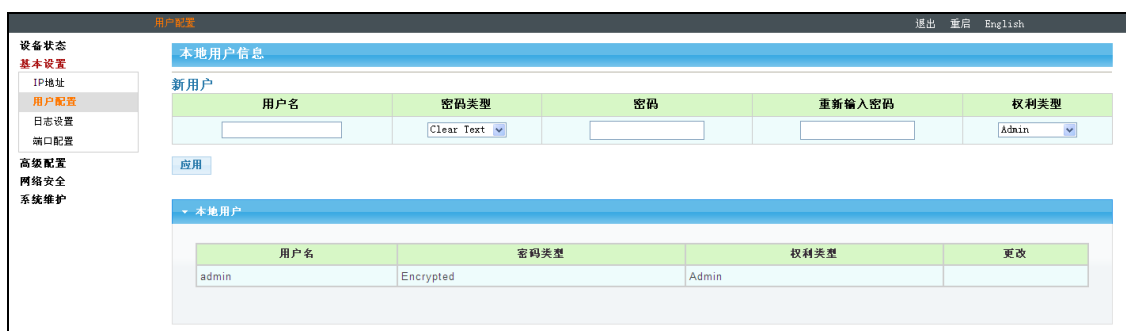 用户配置 退出 重启 English
设备状态
基本设置
IP地址
用户配置
日志设置
端口配置
高级配置
网络安全
系统维护
本地用户信息
新用户
用户名 密码类型 密码 重新输入密码 权利类型
Clear Text Admin
应用
本地用户
用户名 密码类型 权利类型 更改
admin Encrypted Admin